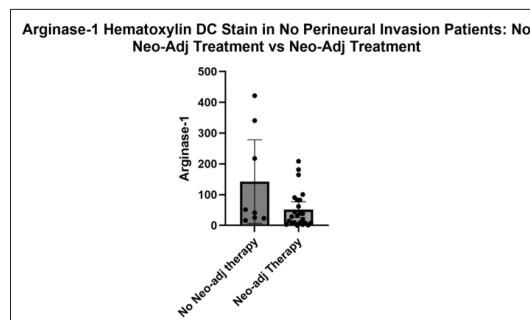 Arginase-1 Hematoxylin DC Stain in No Perineural Invasion Patients: No
Neo-Adj Treatment vs Neo-Adj Treatment
500
400
300
200
100
0
Arginase-1
No Neo-adj therapy
Neo-adj Therapy